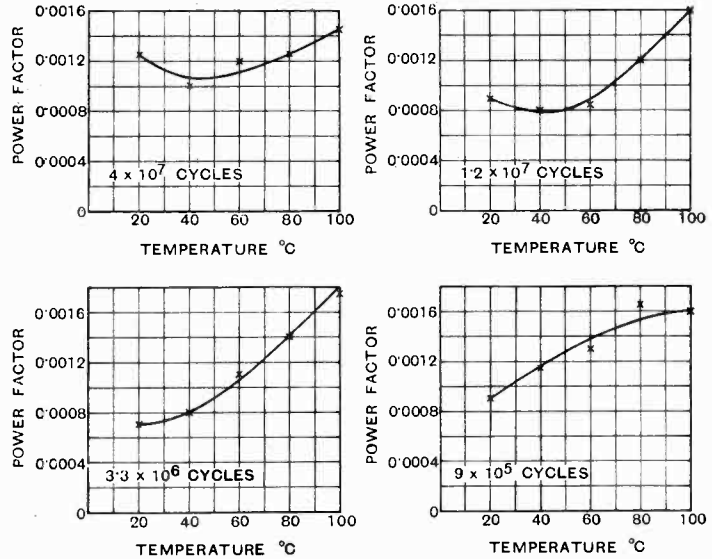 POWER FACTOR
0·0016
0·0012
0·0008
0·0004
0
4 × 10⁷ CYCLES
20 40 60 80 100
TEMPERATURE °C
POWER FACTOR
0·0016
0·0012
0·0008
0·0004
0
1·2 × 10⁷ CYCLES
20 40 60 80 100
TEMPERATURE °C
POWER FACTOR
0·0016
0·0012
0·0008
0·0004
0
3·3 × 10⁶ CYCLES
20 40 60 80 100
TEMPERATURE °C
POWER FACTOR
0·0016
0·0012
0·0008
0·0004
0
9 × 10⁵ CYCLES
20 40 60 80 100
TEMPERATURE °C